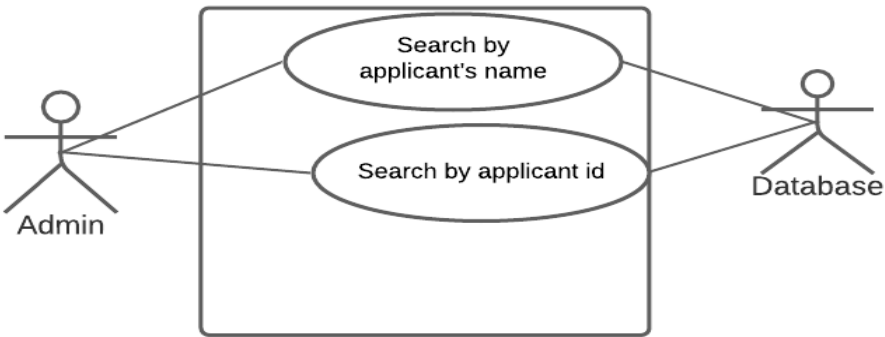 Search by
applicant's name
Search by applicant id
Admin
Database